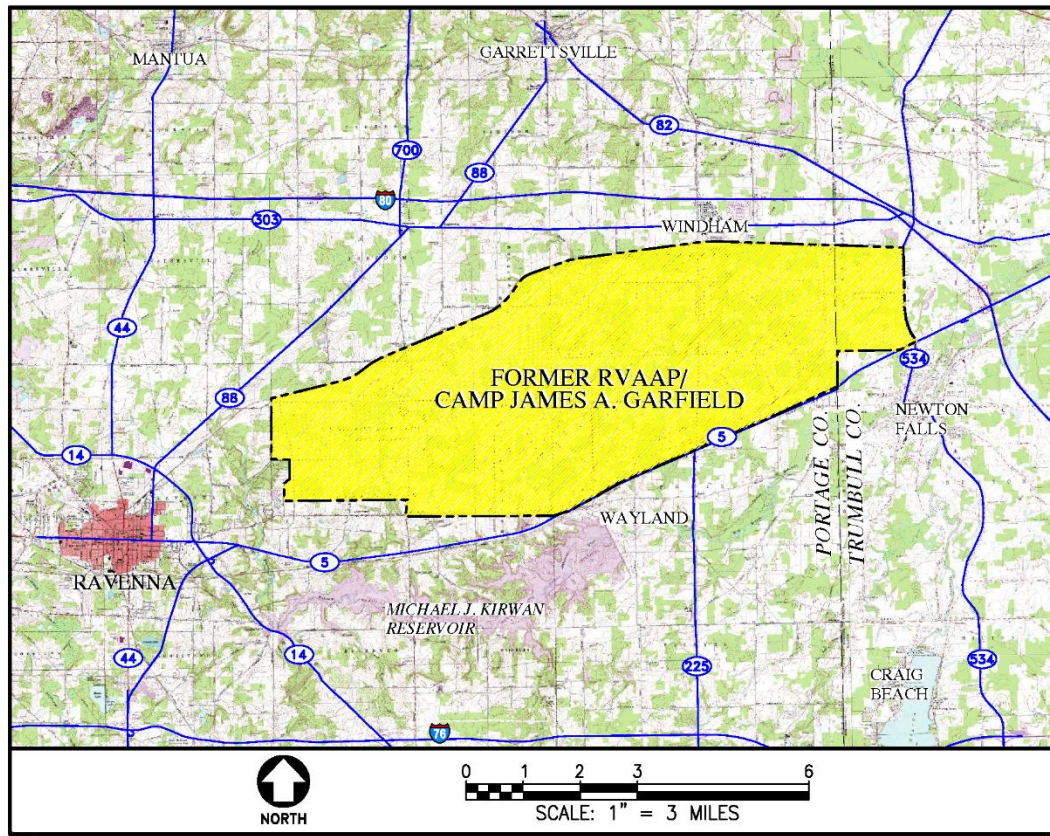 MANTUA
GARRETTSVILLE
82
700
88
80
303
WINDHAM
44
534
FORMER RVAAP/
CAMP JAMES A. GARFIELD
88
NEWTON
FALLS
5
14
PORTAGE CO.
TRUMBULL CO.
WAYLAND
5
RAVENNA
MICHAEL J. KIRWAN
RESERVOIR
44
14
225
534
CRAIG
BEACH
76
NORTH
0 1 2 3 6
SCALE: 1" = 3 MILES